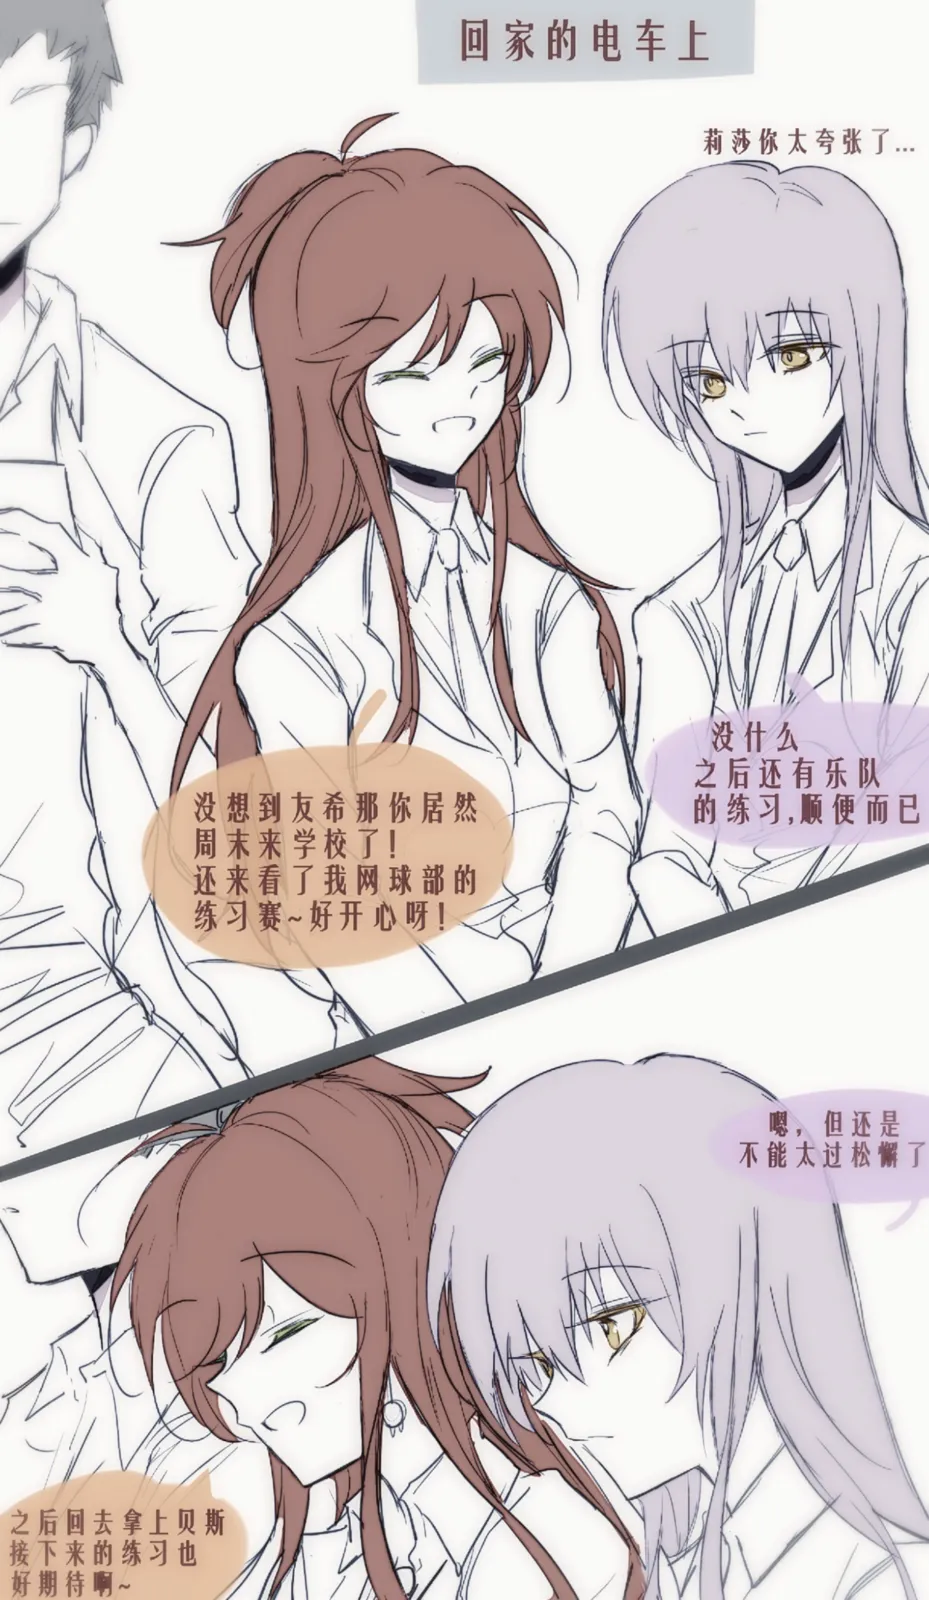 回家的电车上
莉莎你太夸张了...
没想到友希那你居然
周末来学校了!
还来看了我网球部的
练习赛~好开心呀!
没什么
之后还有乐队
的练习,顺便而已
嗯，但还是
不能太过松懈了
之后回去拿上贝斯
接下来的练习也
好期待啊~